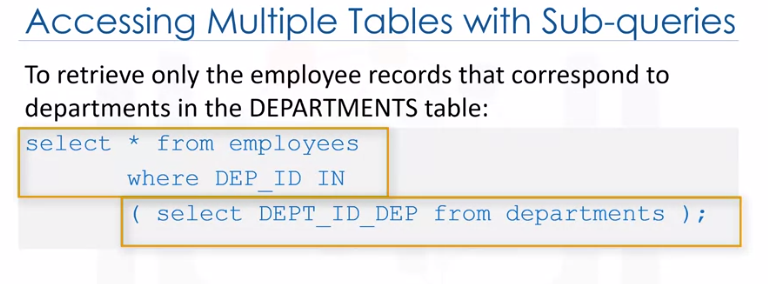 Accessing Multiple Tables with Sub-queries
To retrieve only the employee records that correspond to
departments in the DEPARTMENTS table:
select * from employees
where DEP_ID IN
( select DEPT_ID_DEP from departments );